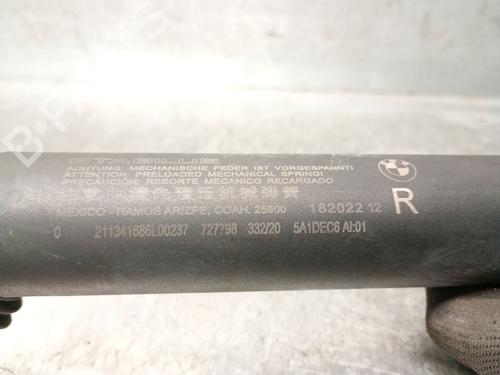 STABILUS
ACHTUNG: MECHANISCHE FEDER IST VORGESPANNT!
ATTENTION: PRELOADED MECHANICAL SPRING!
PRECAUCION: RESORTE MECANICO RECARGADO
MEXICO - RAMOS ARIZPE, COAH. 25900
182022 12
R
0 211341686L00237 727798 332/20 5A1DEC6 AI:01